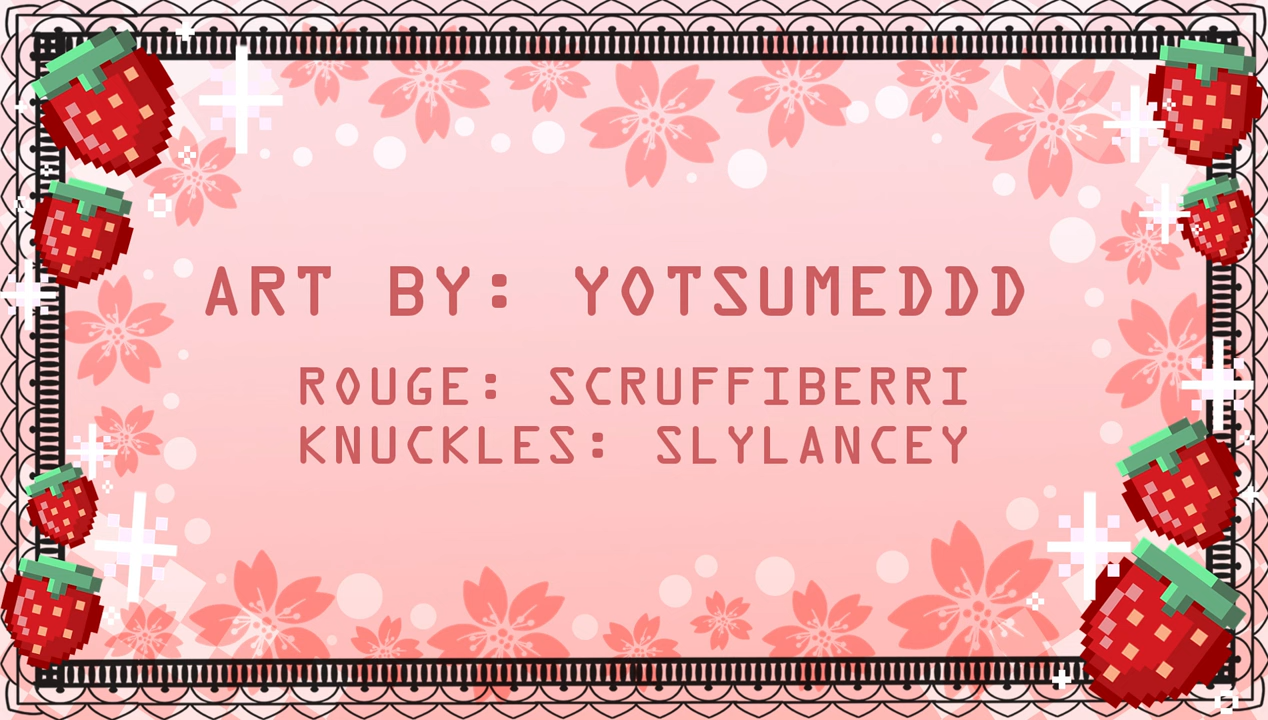 ART BY: YOTSUMEDDD
ROUGE: SCRUFFIBERRI
KNUCKLES: SLYLANCEY